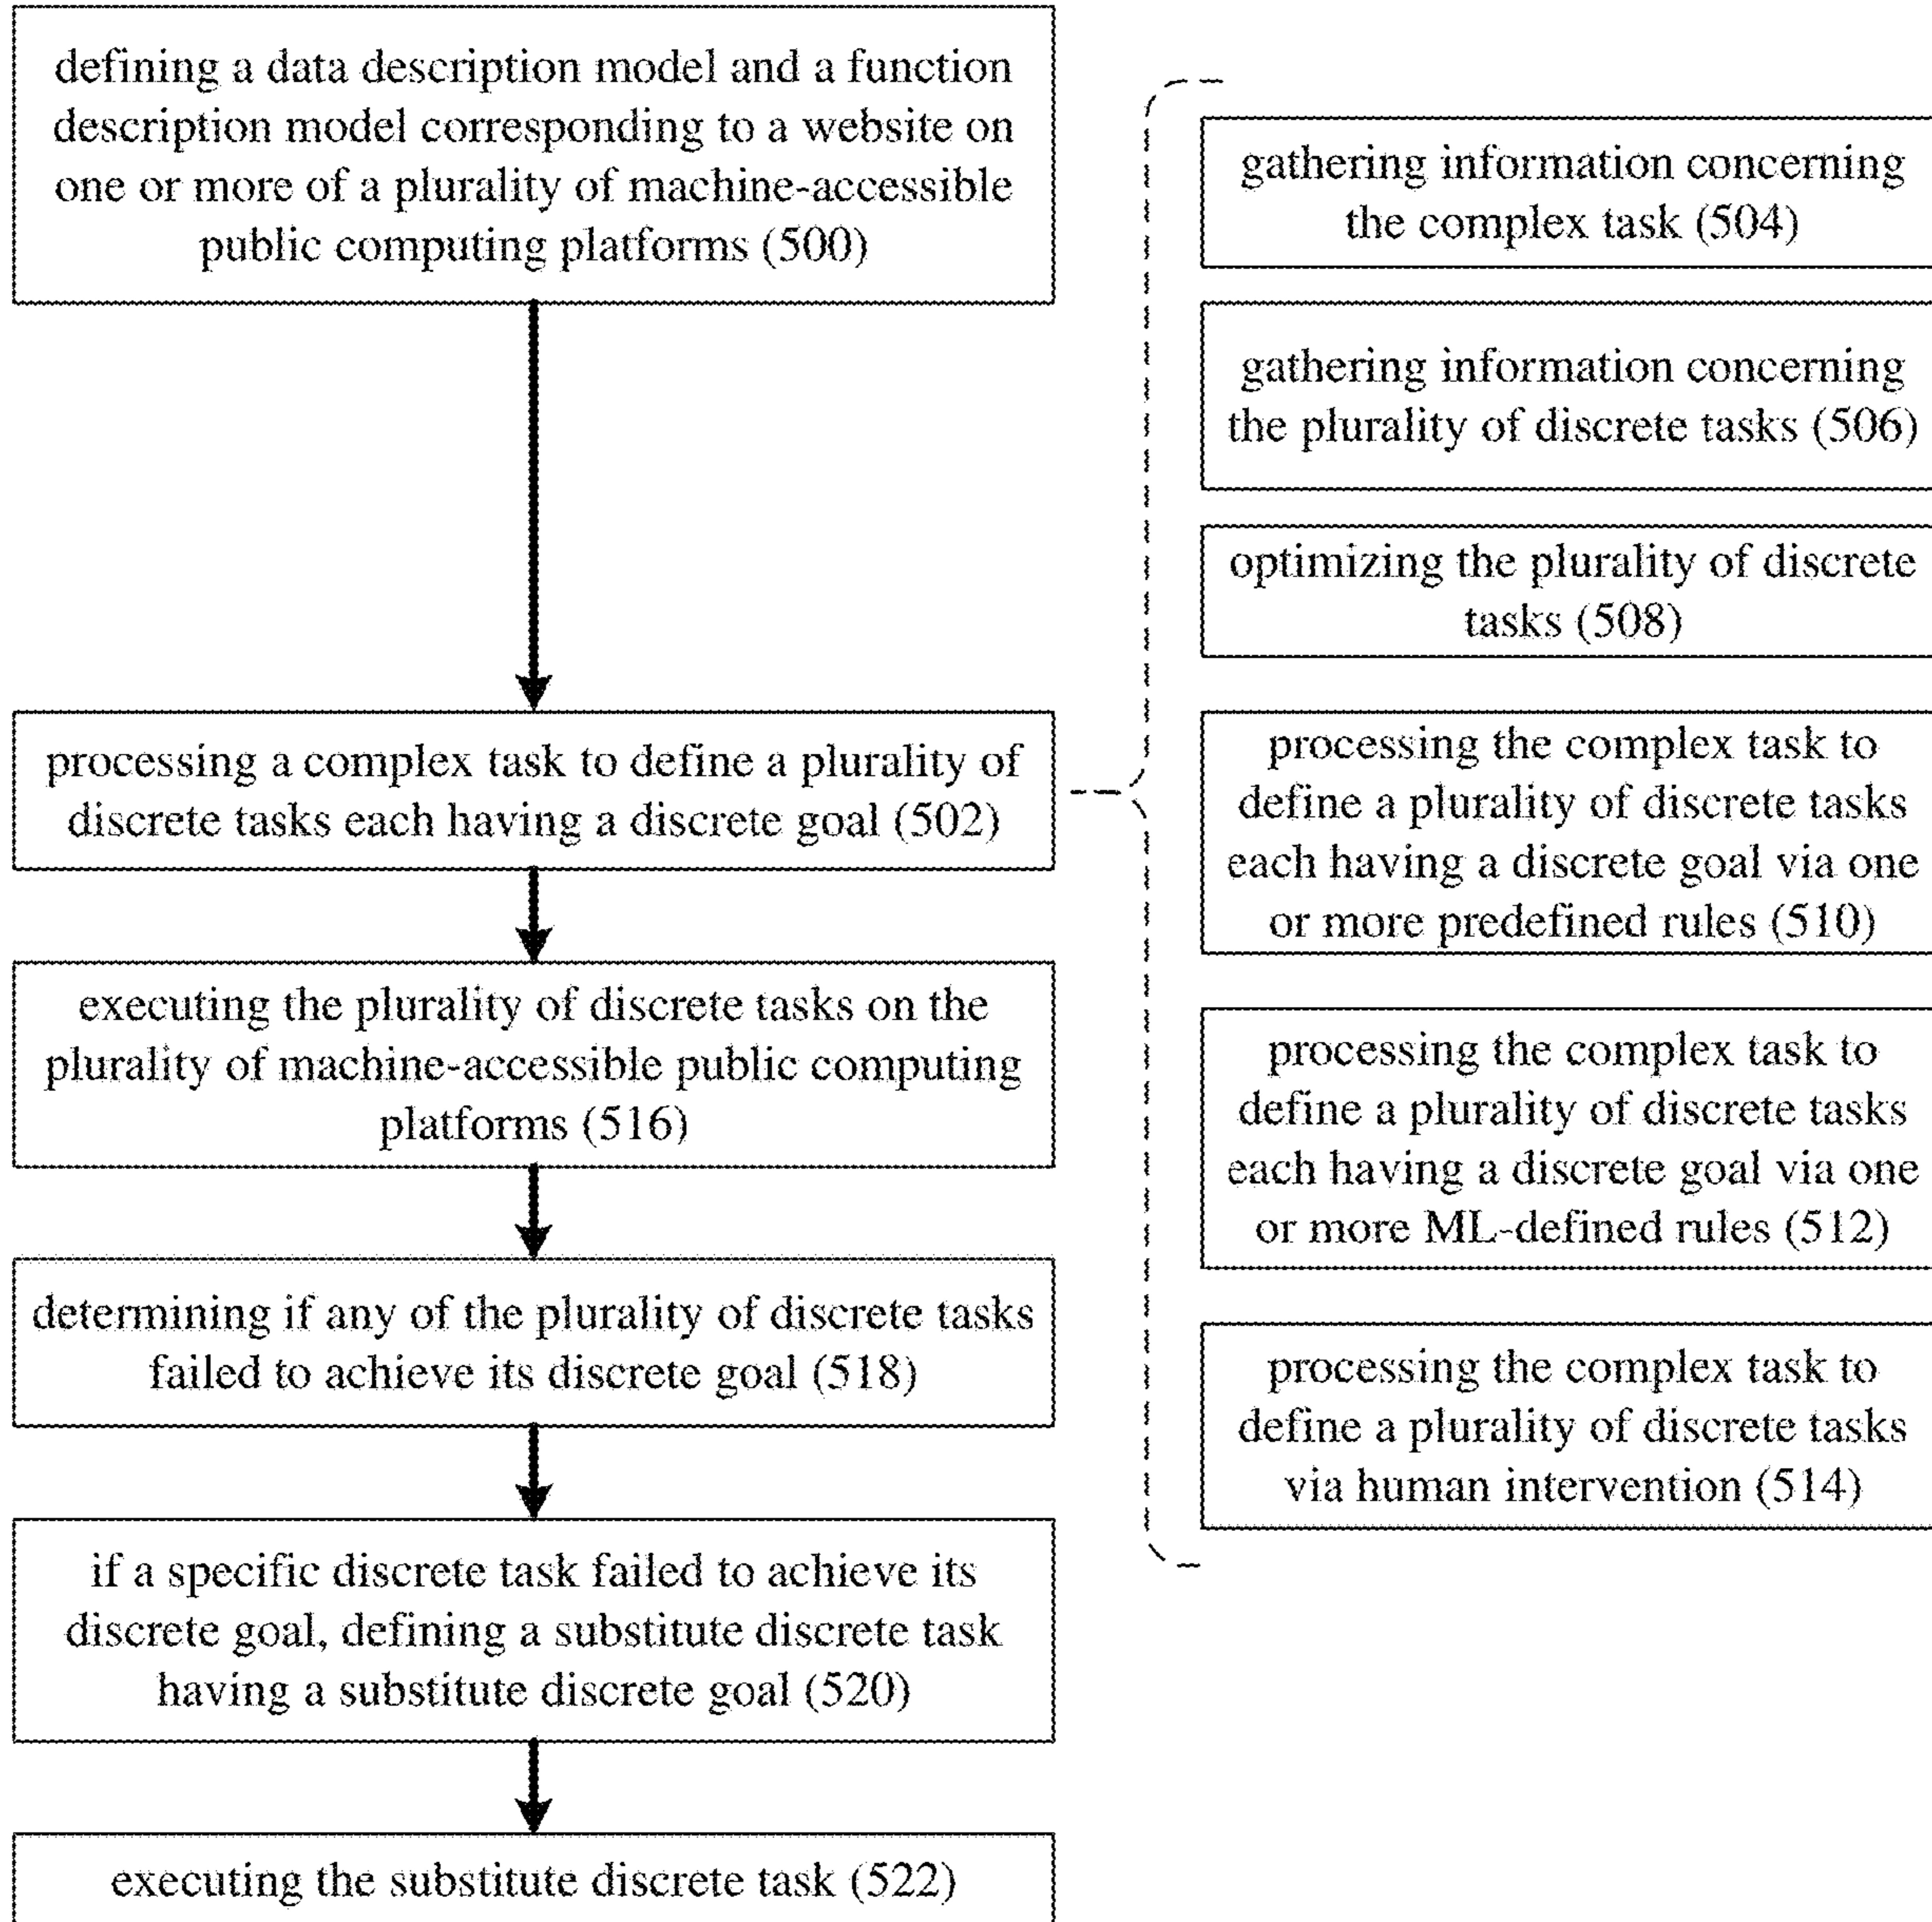 defining a data description model and a function
description model corresponding to a website on
one or more of a plurality of machine-accessible
public computing platforms (500)
processing a complex task to define a plurality of
discrete tasks each having a discrete goal (502)
executing the plurality of discrete tasks on the
plurality of machine-accessible public computing
platforms (516)
determining if any of the plurality of discrete tasks
failed to achieve its discrete goal (518)
if a specific discrete task failed to achieve its
discrete goal, defining a substitute discrete task
having a substitute discrete goal (520)
executing the substitute discrete task (522)
gathering information concerning
the complex task (504)
gathering information concerning
the plurality of discrete tasks (506)
optimizing the plurality of discrete
tasks (508)
processing the complex task to
define a plurality of discrete tasks
each having a discrete goal via one
or more predefined rules (510)
processing the complex task to
define a plurality of discrete tasks
each having a discrete goal via one
or more ML-defined rules (512)
processing the complex task to
define a plurality of discrete tasks
via human intervention (514)